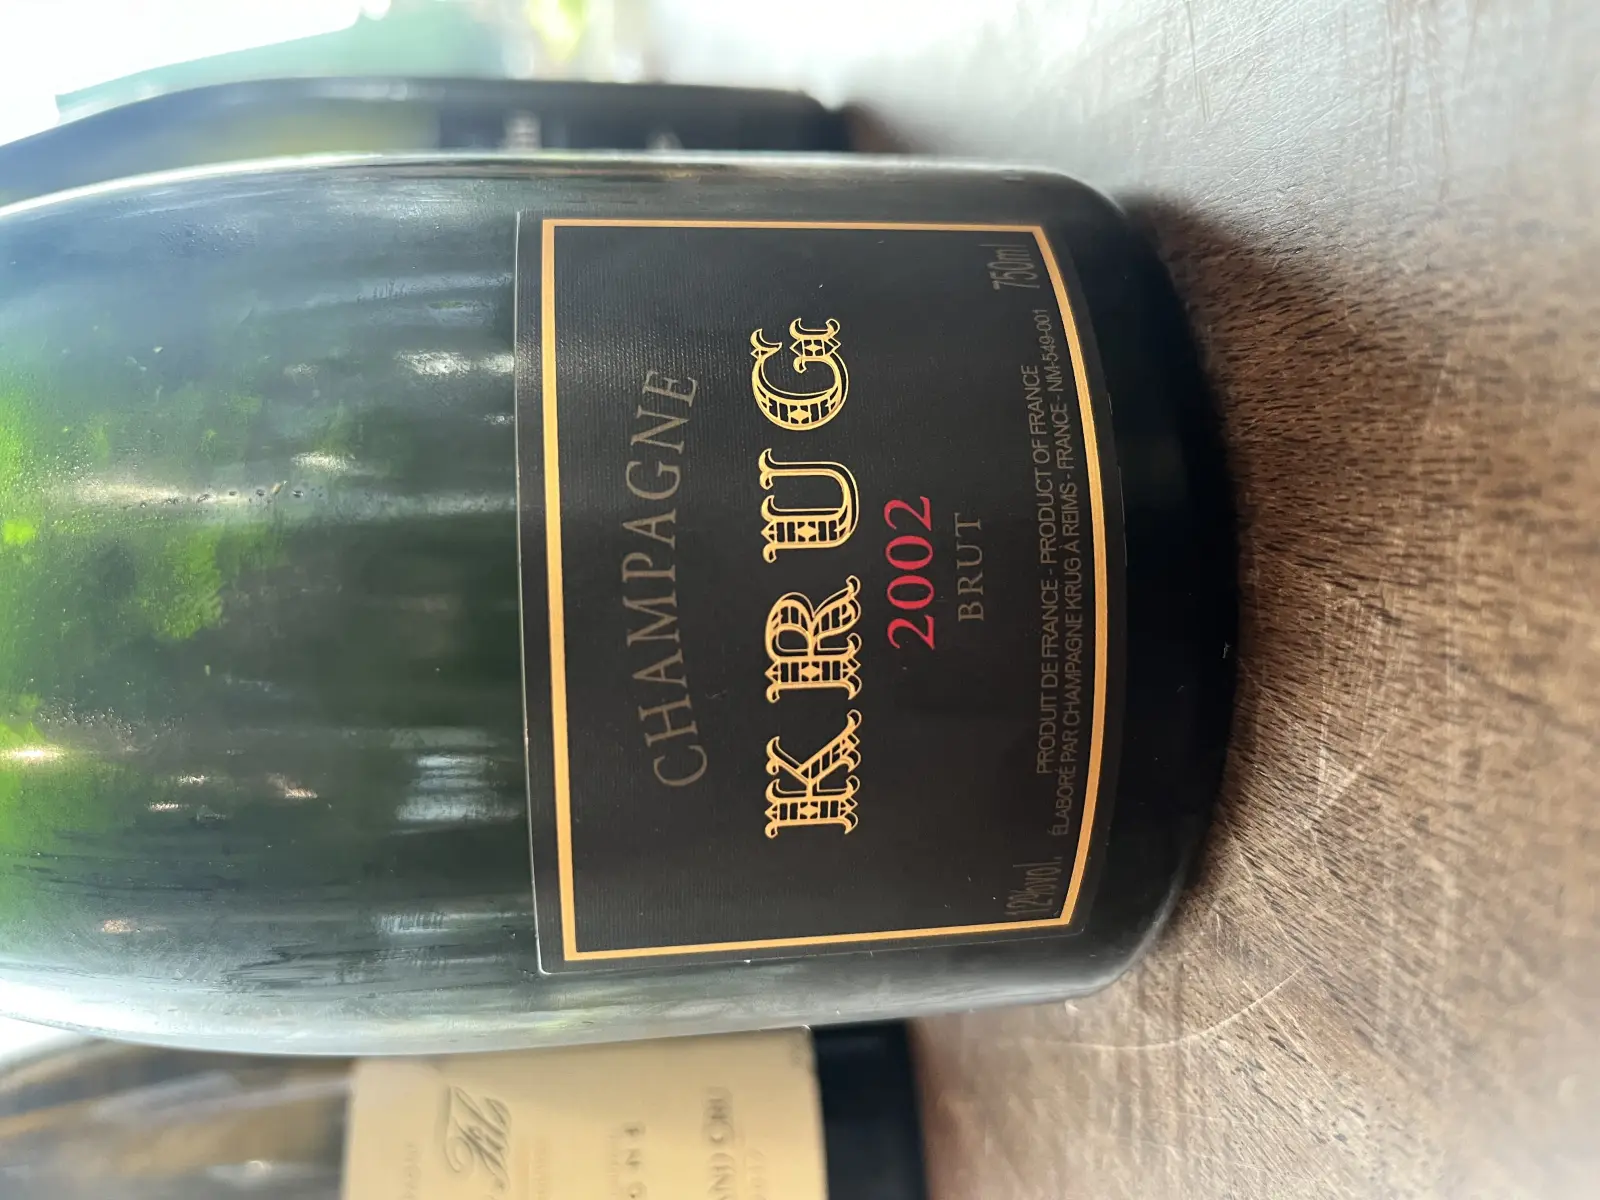 CHAMPAGNE
KRUG
2002
BRUT
12%vol.
750ml
PRODUIT DE FRANCE - PRODUCT OF FRANCE
ÉLABORÉ PAR CHAMPAGNE KRUG À REIMS - FRANCE - NM-549-001
Fils